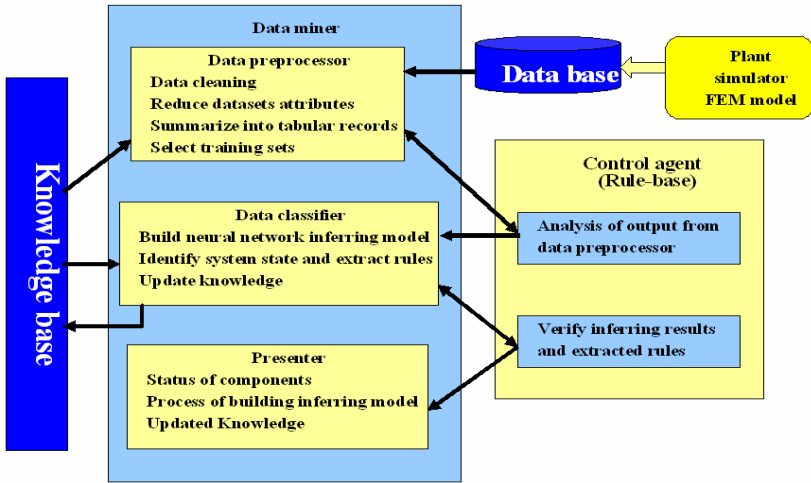 Data miner
Data preprocessor
Data cleaning
Reduce datasets attributes
Summarize into tabular records
Select training sets
Data base
Plant
simulator
FEM model
Knowledge base
Control agent
(Rule-base)
Analysis of output from
data preprocessor
Data classifier
Build neural network inferring model
Identify system state and extract rules
Update knowledge
Verify inferring results
and extracted rules
Presenter
Status of components
Process of building inferring model
Updated Knowledge